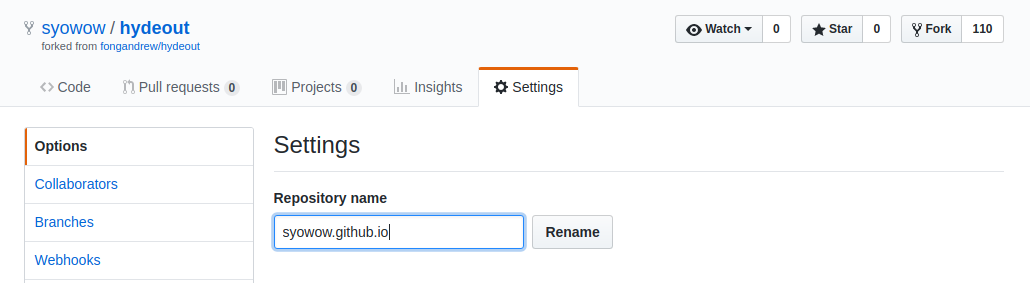 syowow / hydeout
forked from fongandrew/hydeout
Watch 0 Star 0 Fork 110
Code Pull requests 0 Projects 0 Insights Settings
Options
Collaborators
Branches
Webhooks
Settings
Repository name
syowow.github.io Rename